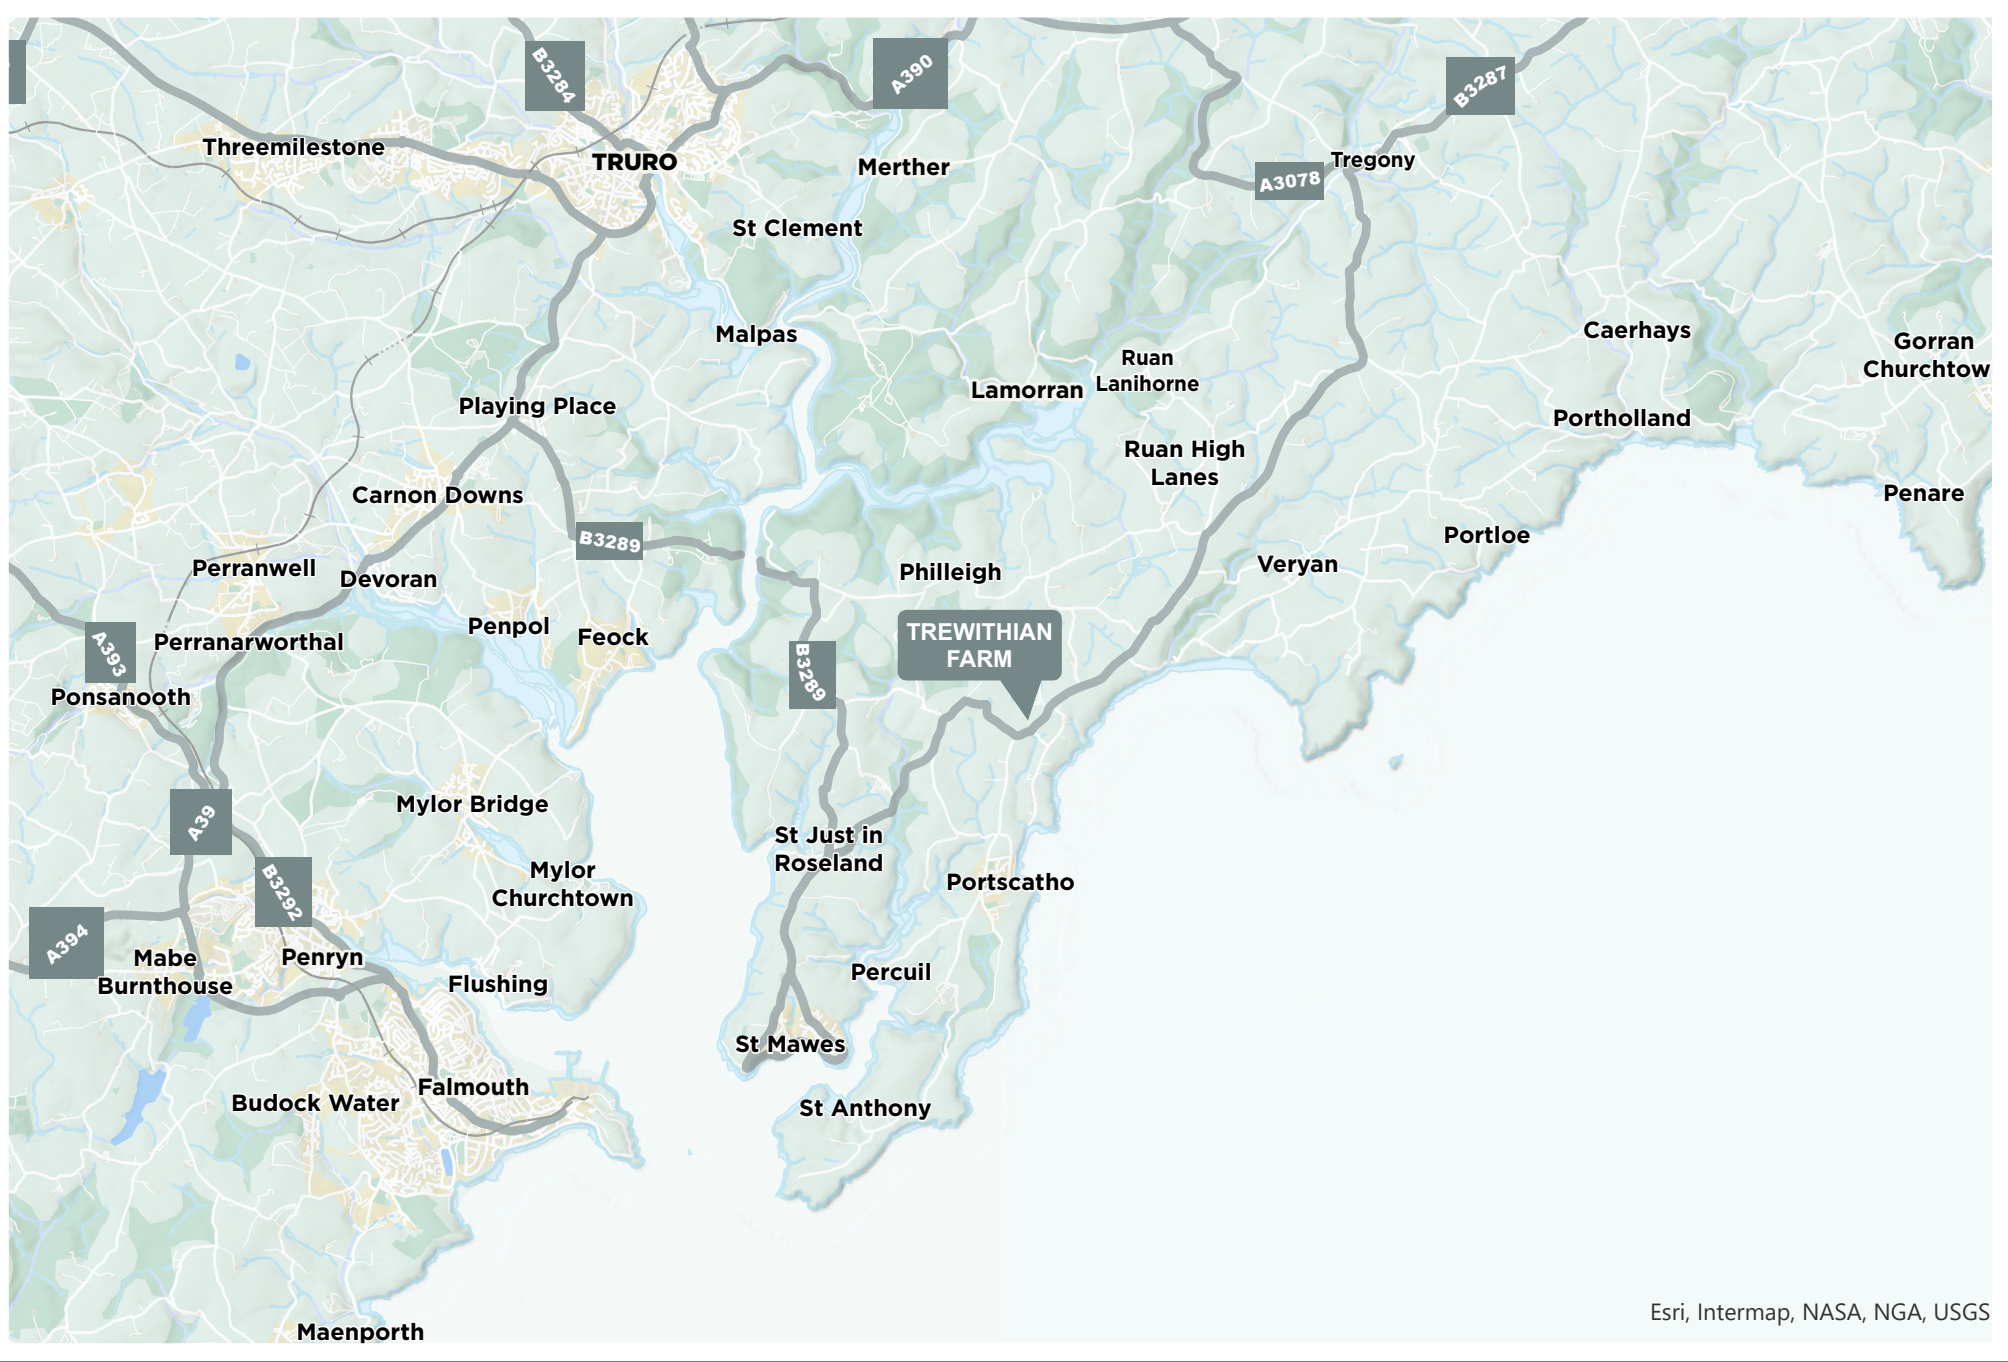 B3284
A390
B3287
Threemilestone
TRURO
Merther
Tregony
A3078
St Clement
Malpas
Caerhays
Gorran
Churchtow
Ruan
Lanihorne
Lamorran
Playing Place
Portholland
Ruan High
Lanes
Carnon Downs
Penare
B3289
Portloe
Veryan
Perranwell
Devoran
Philleigh
Penpol
Feock
TREWITHIAN
FARM
A393
Perranarworthal
B3289
Ponsanooth
A39
Mylor Bridge
St Just in
Roseland
Mylor
Churchtown
Portscatho
B3292
A394
Mabe
Burnthouse
Penryn
Flushing
Percuil
St Mawes
Falmouth
Budock Water
St Anthony
Maenporth
Esri, Intermap, NASA, NGA, USGS